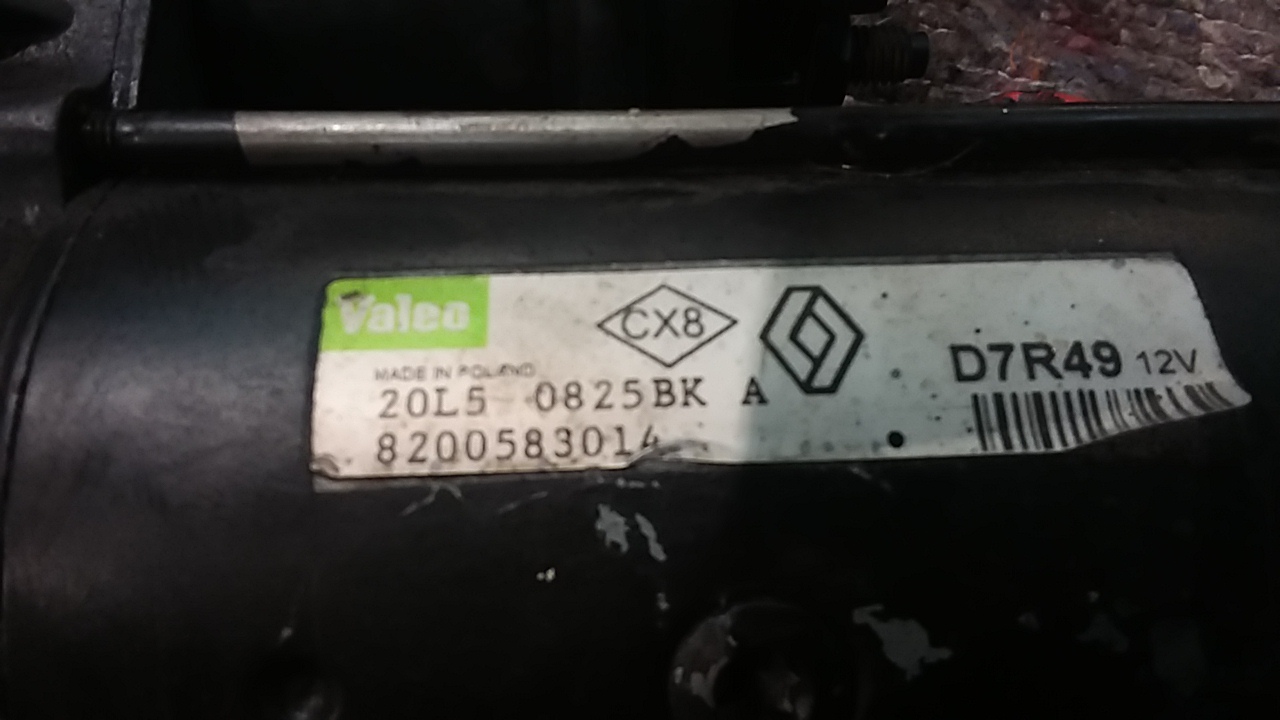 Valeo
CX8
D7R49 12V
MADE IN POLAND
20L5 0825BK A
8200583014